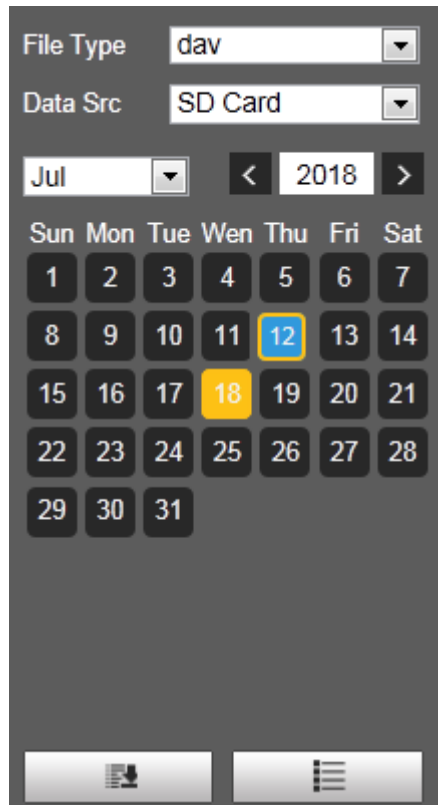 File Type dav
Data Src SD Card
Jul < 2018 >
Sun Mon Tue Wen Thu Fri Sat
1 2 3 4 5 6 7
8 9 10 11 12 13 14
15 16 17 18 19 20 21
22 23 24 25 26 27 28
29 30 31